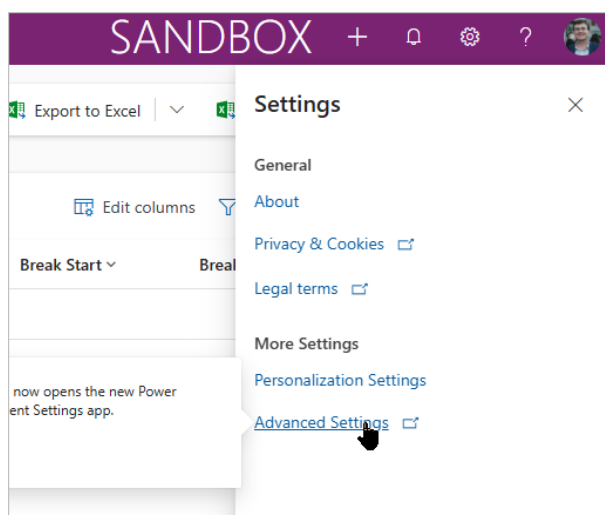 SANDBOX
Export to Excel
Settings
General
Edit columns
About
Privacy & Cookies
Break Start
Legal terms
More Settings
Personalization Settings
now opens the new Power
Settings app.
Advanced Settings